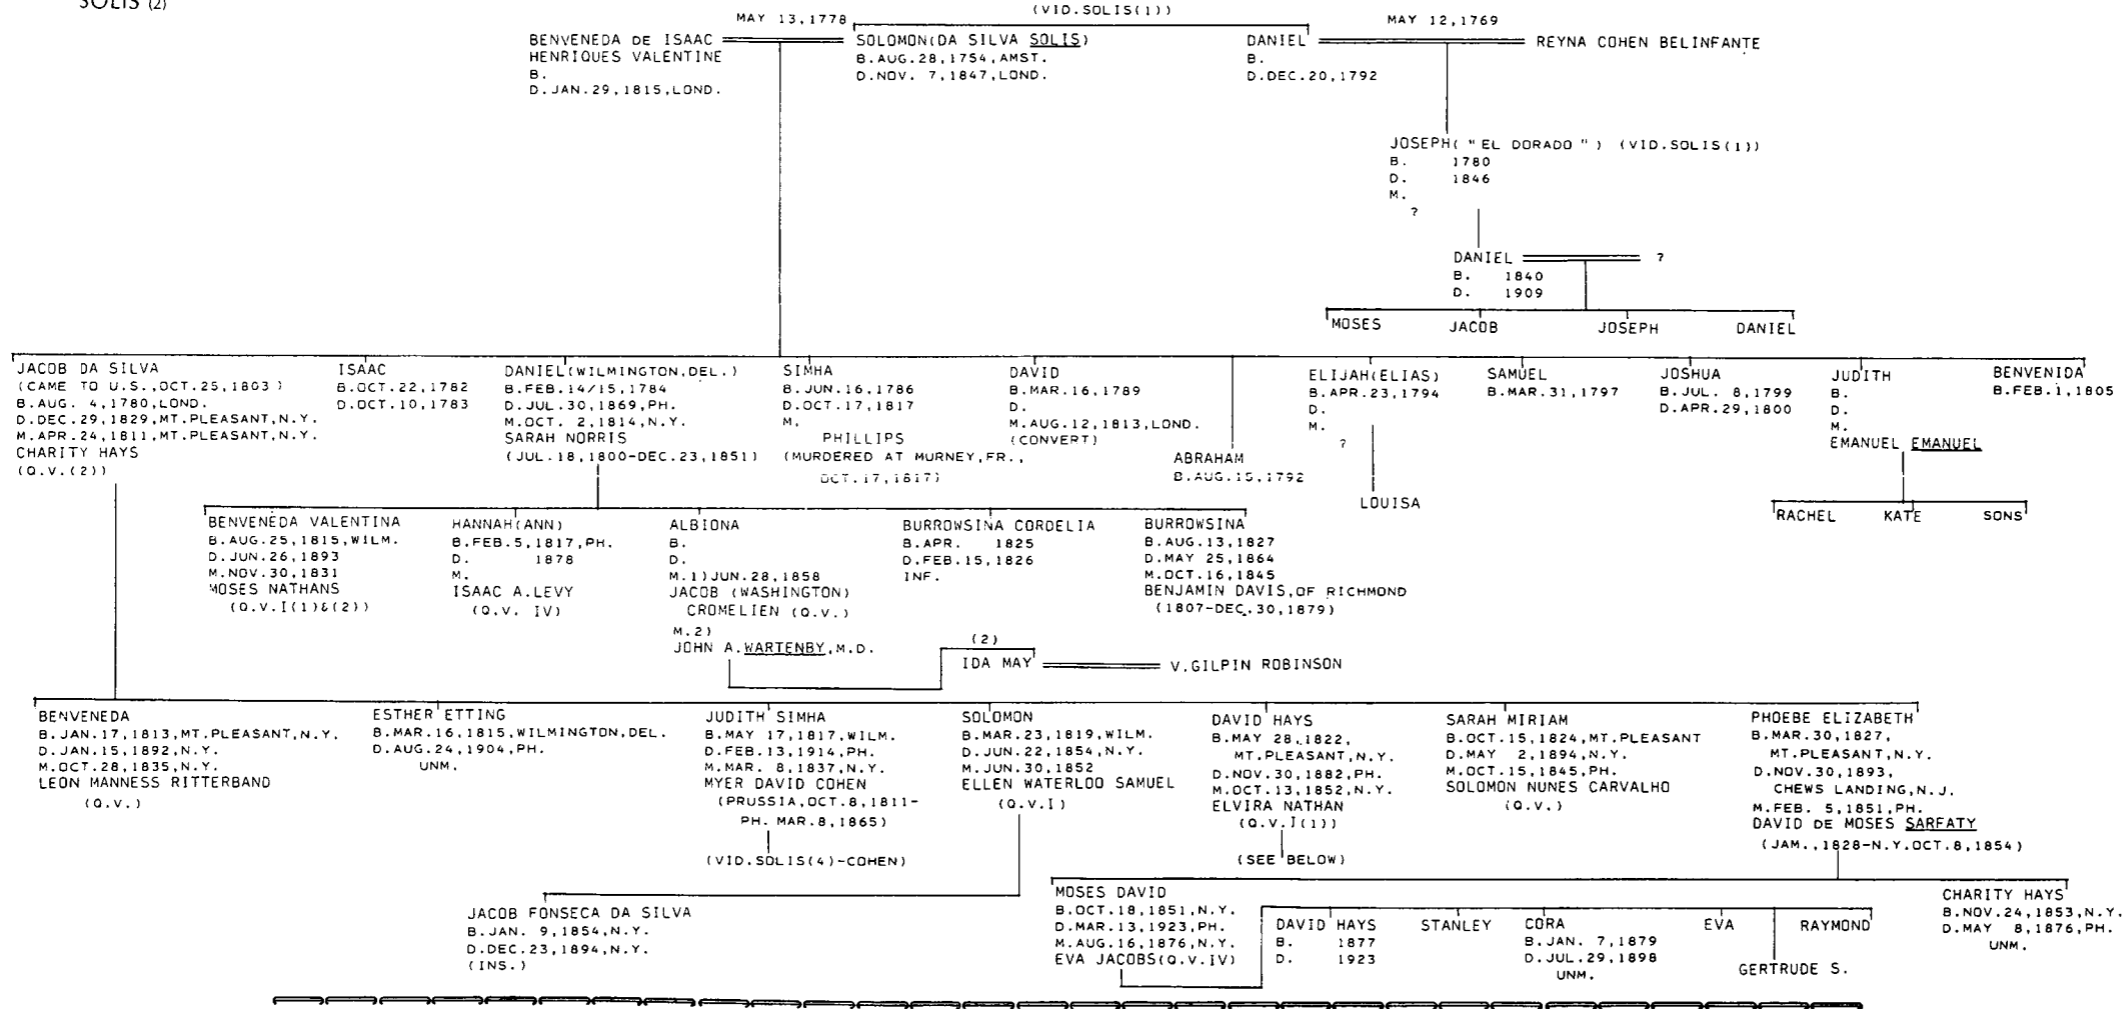 SOLIS (2)
(VID.SOLIS(1))
MAY 13,1778
MAY 12,1769
BENVENEDA DE ISAAC
HENRIQUES VALENTINE
B.
D.JAN.29,1815,LOND.
SOLOMON(DA SILVA SOLIS)
B.AUG.28,1754,AMST.
D.NOV. 7,1847,LOND.
DANIEL
B.
D.DEC.20,1792
REYNA COHEN BELINFANTE
JOSEPH("EL DORADO") (VID.SOLIS(1))
B. 1780
D. 1846
M.
?
DANIEL
B. 1840
D. 1909
?
MOSES
JACOB
JOSEPH
DANIEL
JACOB DA SILVA
(CAME TO U.S.,OCT.25,1803)
B.AUG. 4,1780,LOND.
D.DEC.29,1829,MT.PLEASANT,N.Y.
M.APR.24,1811,MT.PLEASANT,N.Y.
CHARITY HAYS
(Q.V.(2))
ISAAC
B.OCT.22,1782
D.OCT.10,1783
DANIEL(WILMINGTON,DEL.)
B.FEB.14/15,1784
D.JUL.30,1869,PH.
M.OCT. 2,1814,N.Y.
SARAH NORRIS
(JUL.18,1800-DEC.23,1851)
SIMHA
B.JUN.16,1786
D.OCT.17,1817
M.
PHILLIPS
(MURDERED AT MURNEY,FR.,
OCT.17,1817)
DAVID
B.MAR.16,1789
D.
M.AUG.12,1813,LOND.
(CONVERT)
ABRAHAM
B.AUG.15,1792
ELIJAH(ELIAS)
B.APR.23,1794
D.
M.
?
LOUISA
SAMUEL
B.MAR.31,1797
JOSHUA
B.JUL. 8,1799
D.APR.29,1800
JUDITH
B.
D.
M.
EMANUEL EMANUEL
BENVENIDA
B.FEB.1,1805
RACHEL
KATE
SONS
BENVENEDA VALENTINA
B.AUG.25,1815,WILM.
D.JUN.26,1893
M.NOV.30,1831
MOSES NATHANS
(Q.V.I(1)&(2))
HANNAH(ANN)
B.FEB.5,1817,PH.
D. 1878
M.
ISAAC A.LEVY
(Q.V. IV)
ALBIONA
B.
D.
M.1)JUN.28,1858
JACOB (WASHINGTON)
CROMELIEN (Q.V.)
M.2)
JOHN A.WARTENBY,M.D.
BURROWSINA CORDELIA
B.APR. 1825
D.FEB.15,1826
INF.
BURROWSINA
B.AUG.13,1827
D.MAY 25,1864
M.OCT.16,1845
BENJAMIN DAVIS,OF RICHMOND
(1807-DEC.30,1879)
(2)
IDA MAY
V.GILPIN ROBINSON
BENVENEDA
B.JAN.17,1813,MT.PLEASANT,N.Y.
D.JAN.15,1892,N.Y.
M.OCT.28,1835,N.Y.
LEON MANNESS RITTERBAND
(Q.V.)
ESTHER ETTING
B.MAR.16,1815,WILMINGTON,DEL.
D.AUG.24,1904,PH.
UNM.
JUDITH SIMHA
B.MAY 17,1817,WILM.
D.FEB.13,1914,PH.
M.MAR. 8,1837,N.Y.
MYER DAVID COHEN
(PRUSSIA,OCT.8,1811-
PH. MAR.8,1865)
(VID.SOLIS(4)-COHEN)
SOLOMON
B.MAR.23,1819,WILM.
D.JUN.22,1854,N.Y.
M.JUN.30,1852
ELLEN WATERLOO SAMUEL
(Q.V.I)
DAVID HAYS
B.MAY 28,1822,
MT.PLEASANT,N.Y.
D.NOV.30,1882,PH.
M.OCT.13,1852,N.Y.
ELVIRA NATHAN
(Q.V.I(1))
(SEE BELOW)
SARAH MIRIAM
B.OCT.15,1824,MT.PLEASANT
D.MAY 2,1894,N.Y.
M.OCT.15,1845,PH.
SOLOMON NUNES CARVALHO
(Q.V.)
PHOEBE ELIZABETH
B.MAR.30,1827,
MT.PLEASANT,N.Y.
D.NOV.30,1893,
CHEWS LANDING,N.J.
M.FEB. 5,1851,PH.
DAVID DE MOSES SARFATY
(JAM.,1828-N.Y.OCT.8,1854)
JACOB FONSECA DA SILVA
B.JAN. 9,1854,N.Y.
D.DEC.23,1894,N.Y.
(INS.)
MOSES DAVID
B.OCT.18,1851,N.Y.
D.MAR.13,1923,PH.
M.AUG.16,1876,N.Y.
EVA JACOBS(Q.V.IV)
DAVID HAYS
B. 1877
D. 1923
STANLEY
CORA
B.JAN. 7,1879
D.JUL.29,1898
UNM.
EVA
GERTRUDE S.
RAYMOND
CHARITY HAYS
B.NOV.24,1853,N.Y.
D.MAY 8,1876,PH.
UNM.